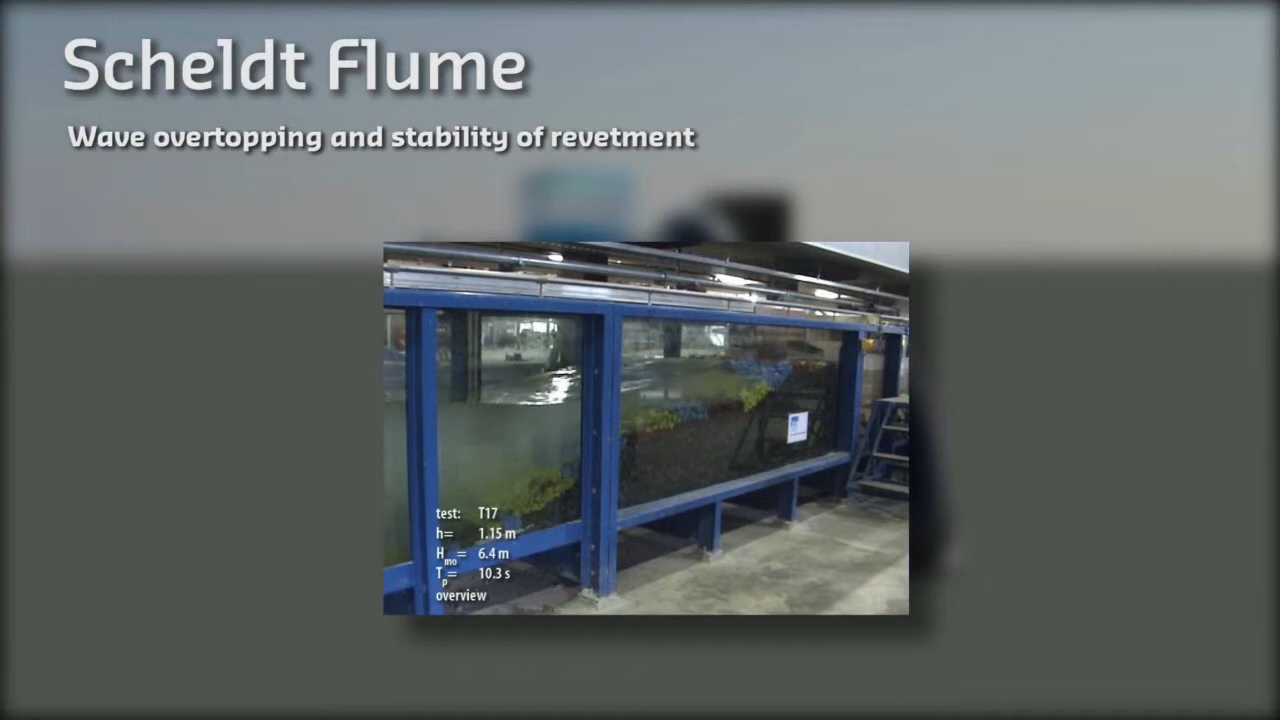 Scheldt Flume
Wave overtopping and stability of revetment
test: T17
h= 1.15 m
Hmo= 6.4 m
Tp= 10.3 s
overview